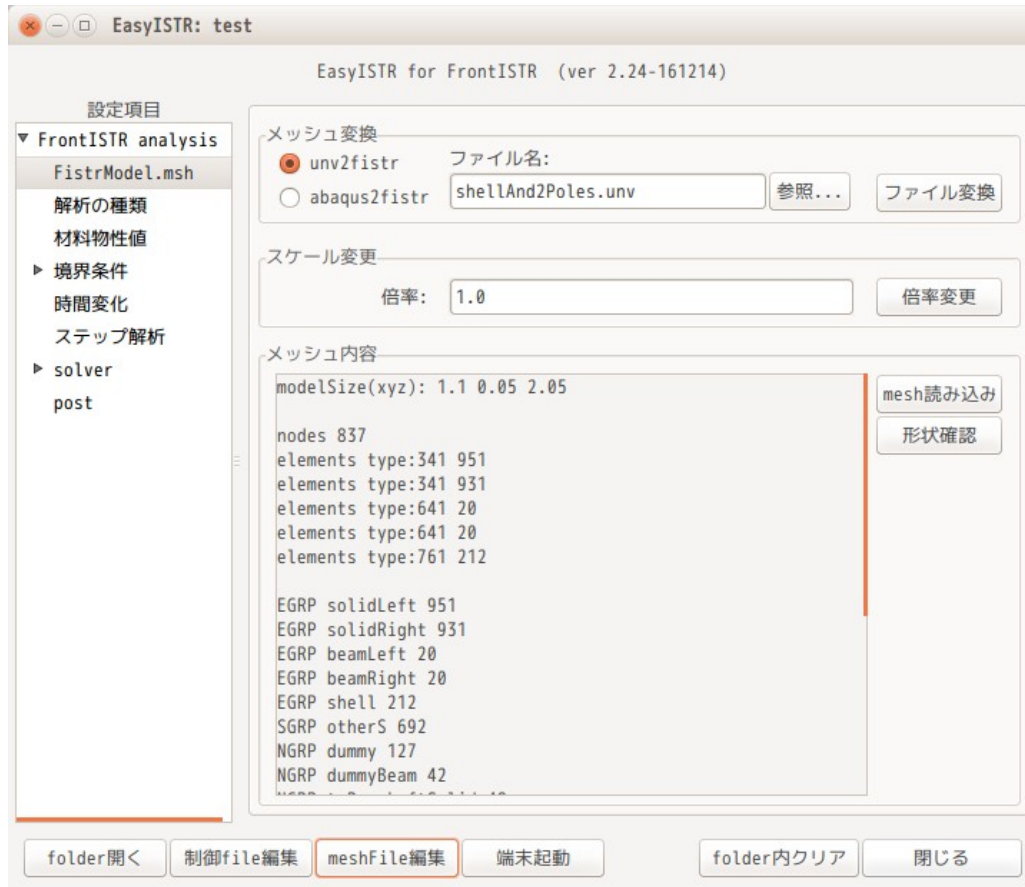 EasyISTR: test
EasyISTR for FrontISTR (ver 2.24-161214)
設定項目
FrontISTR analysis
FistrModel.msh
解析の種類
材料物性値
境界条件
時間変化
ステップ解析
solver
post
メッシュ変換
unv2fistr
abaqus2fistr
ファイル名:
shellAnd2Poles.unv
参照...
ファイル変換
スケール変更
倍率:
1.0
倍率変更
メッシュ内容
modelSize(xyz): 1.1 0.05 2.05
nodes 837
elements type:341 951
elements type:341 931
elements type:641 20
elements type:641 20
elements type:761 212
EGRP solidLeft 951
EGRP solidRight 931
EGRP beamLeft 20
EGRP beamRight 20
EGRP shell 212
SGRP otherS 692
NGRP dummy 127
NGRP dummyBeam 42
mesh読み込み
形状確認
folder開く
制御file編集
meshFile編集
端末起動
folder内クリア
閉じる